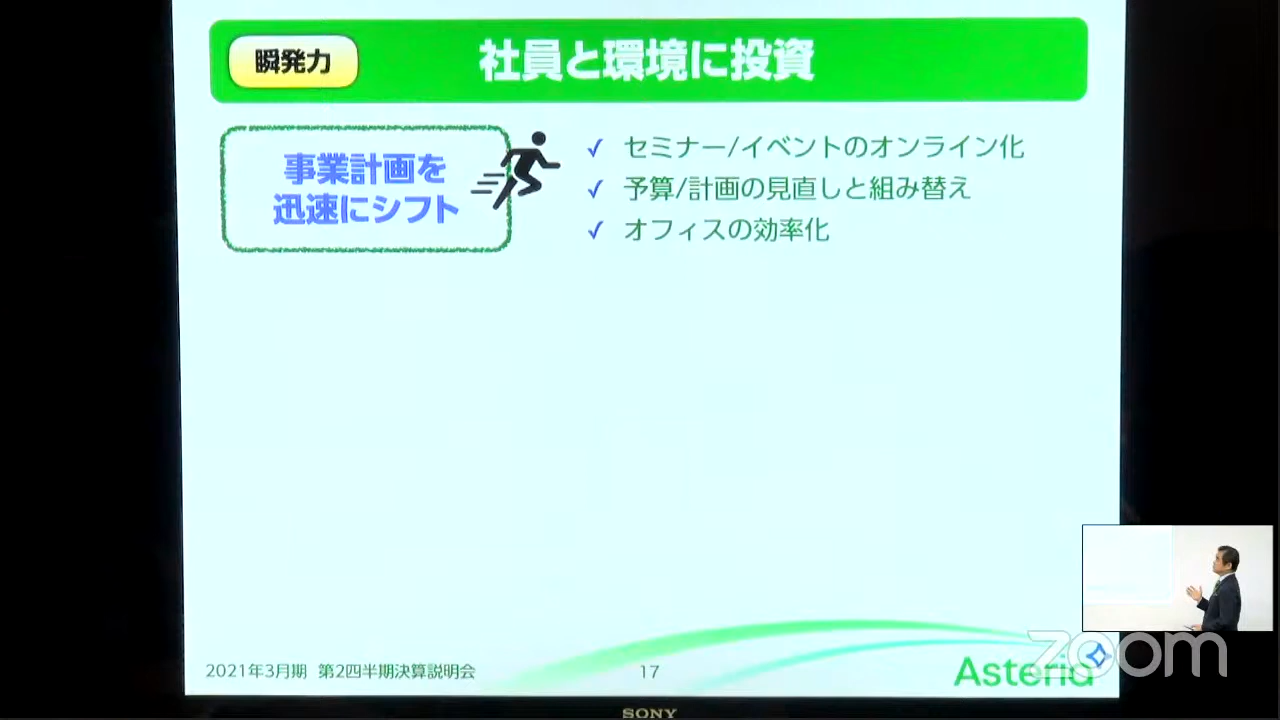 瞬発力
社員と環境に投資
事業計画を
迅速にシフト
✓ セミナー/イベントのオンライン化
✓ 予算/計画の見直しと組み替え
✓ オフィスの効率化
2021年3月期 第2四半期決算説明会
17
Asteria
zoom
SONY